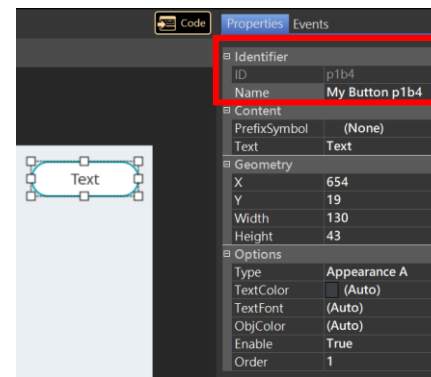 Code
Properties Events
Identifier
ID p1b4
Name My Button p1b4
Content
PrefixSymbol (None)
Text Text
Geometry
X 654
Y 19
Width 130
Height 43
Options
Type Appearance A
TextColor (Auto)
TextFont (Auto)
ObjColor (Auto)
Enable True
Order 1
Text